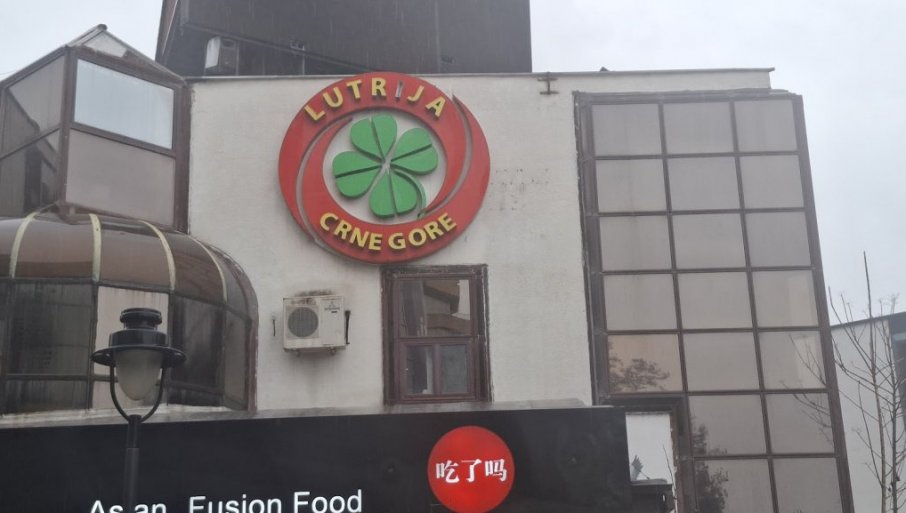 LUTRIJA
CRNE GORE
吃了吗
As an Fusion Food